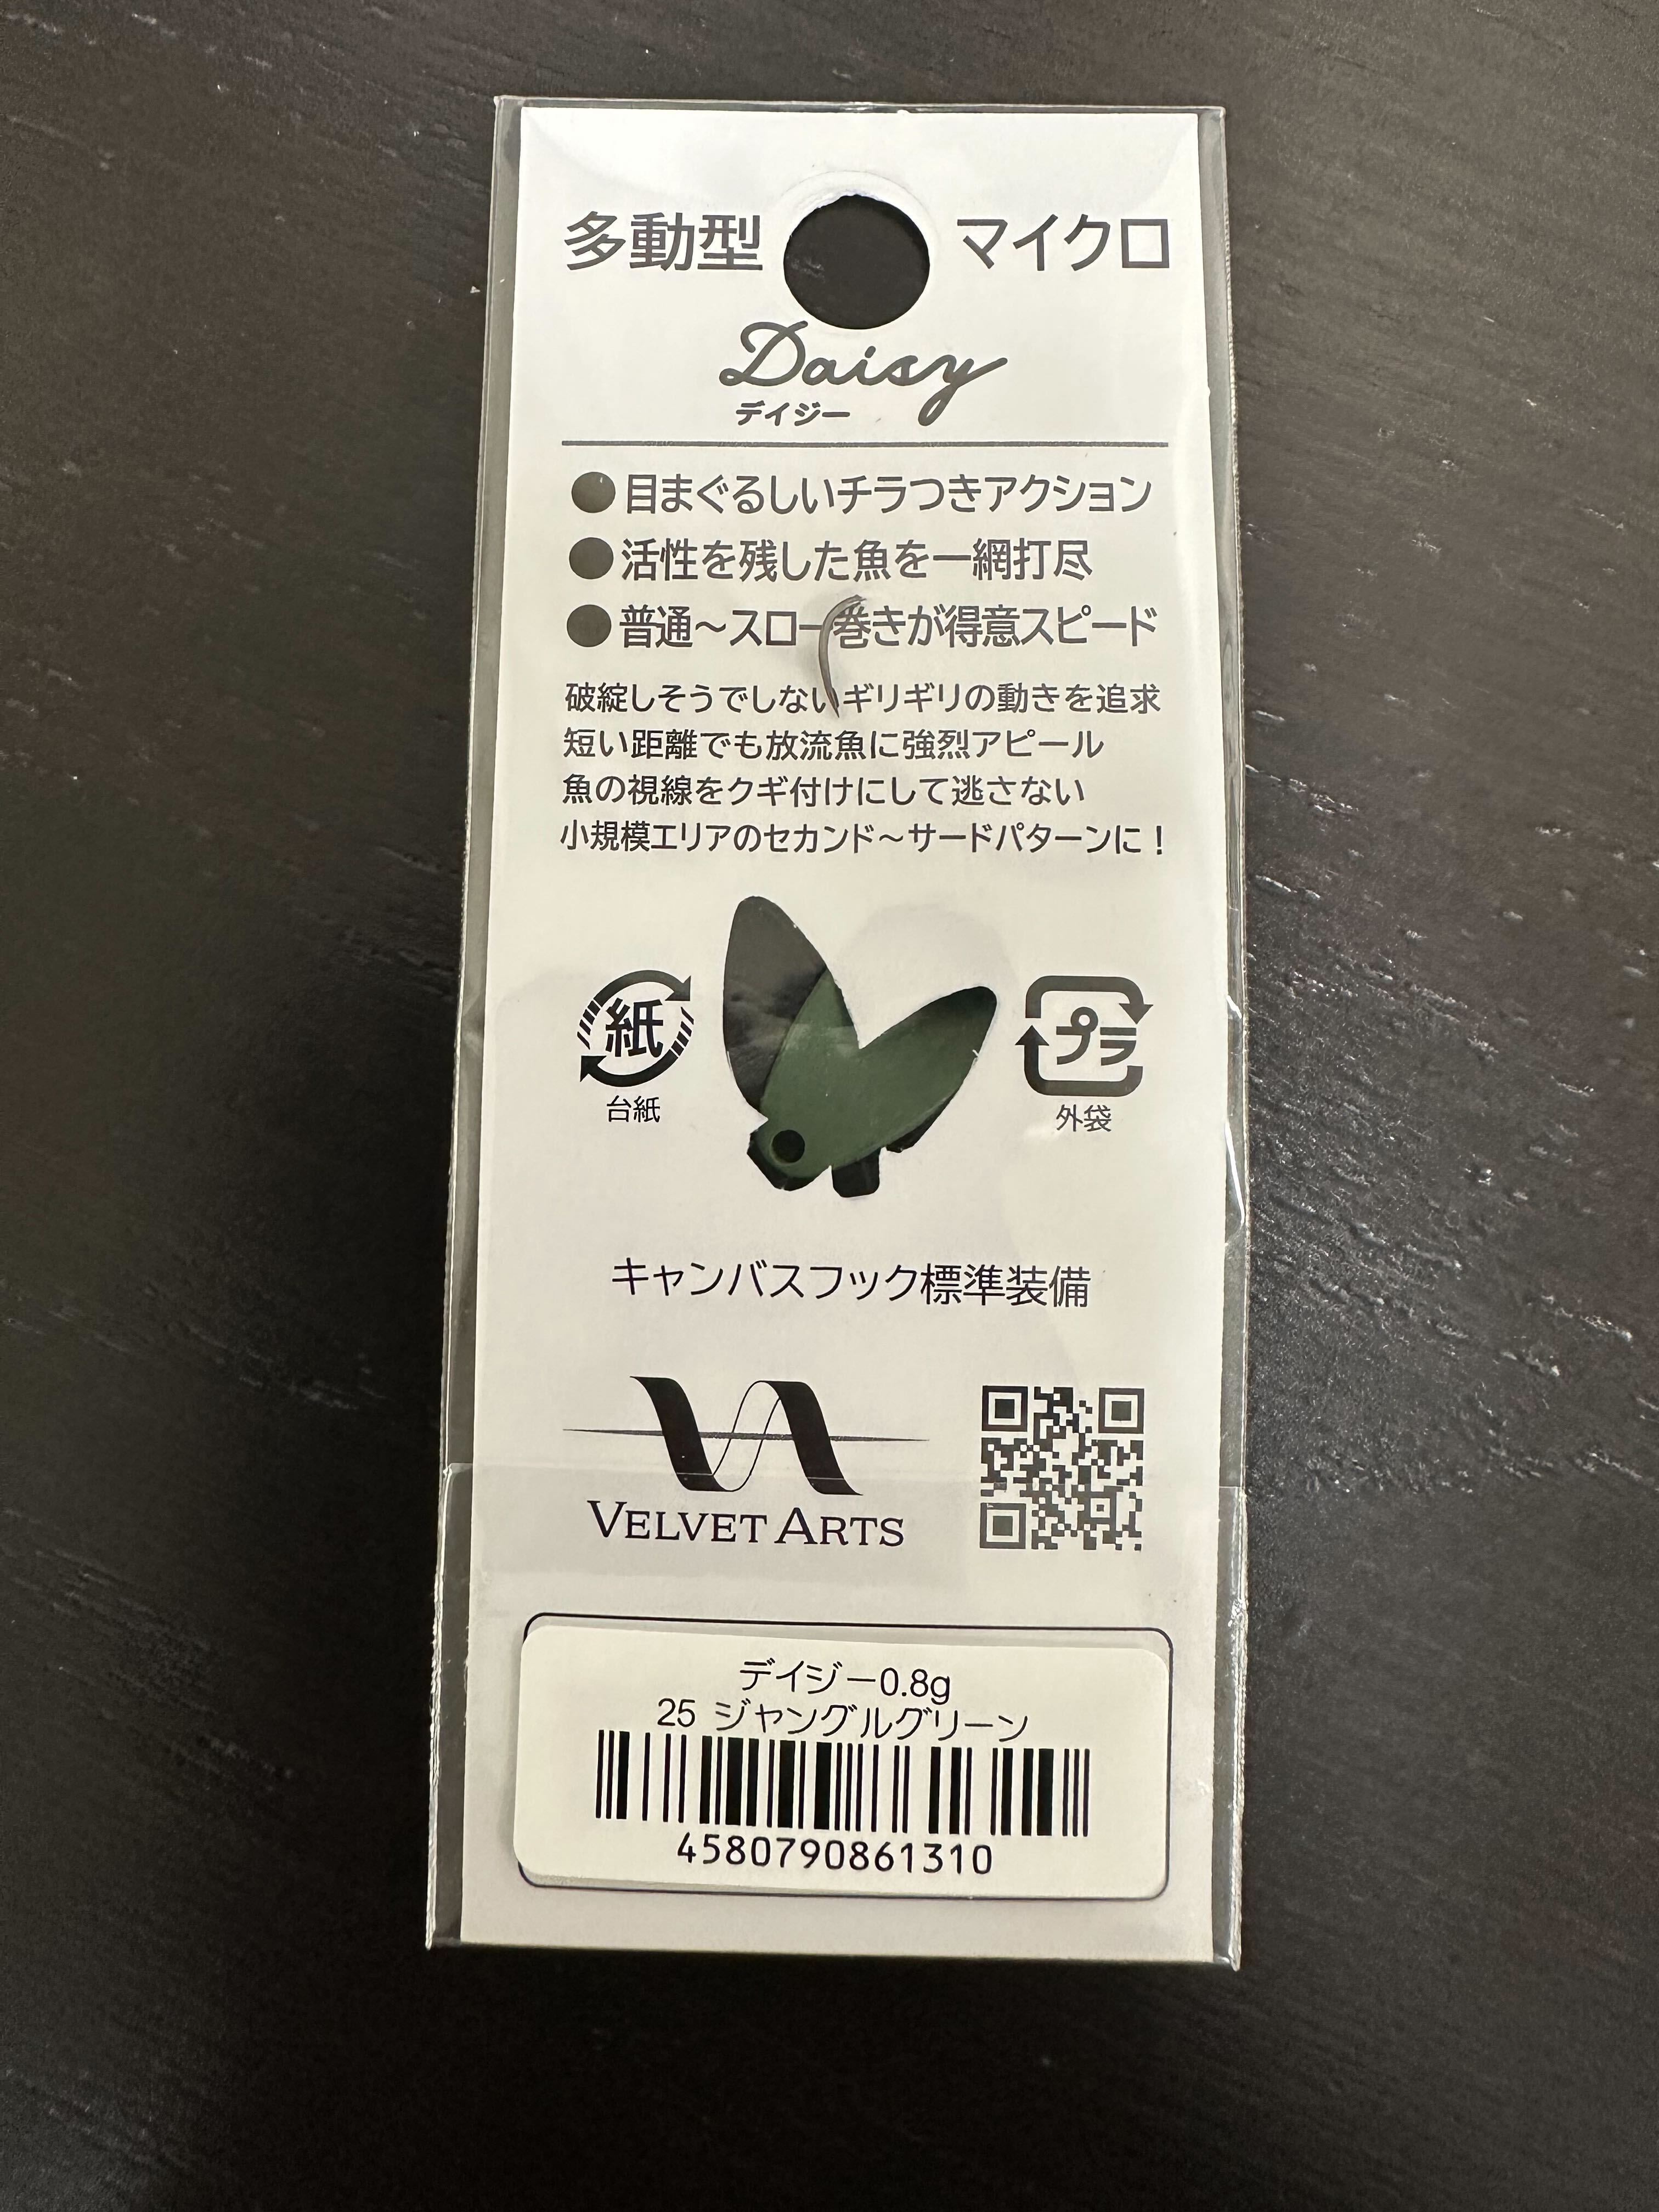 多動型 マイクロ
Daisy
デイジー
●目まぐるしいチラつきアクション
●活性を残した魚を一網打尽
●普通〜スロー巻きが得意スピード
破綻しそうでしないギリギリの動きを追求
短い距離でも放流魚に強烈アピール
魚の視線をクギ付けにして逃さない
小規模エリアのセカンド〜サードパターンに！
紙
台紙
プラ
外袋
キャンバスフック標準装備
VELVET ARTS
デイジー0.8g
25 ジャングルグリーン
4580790861310